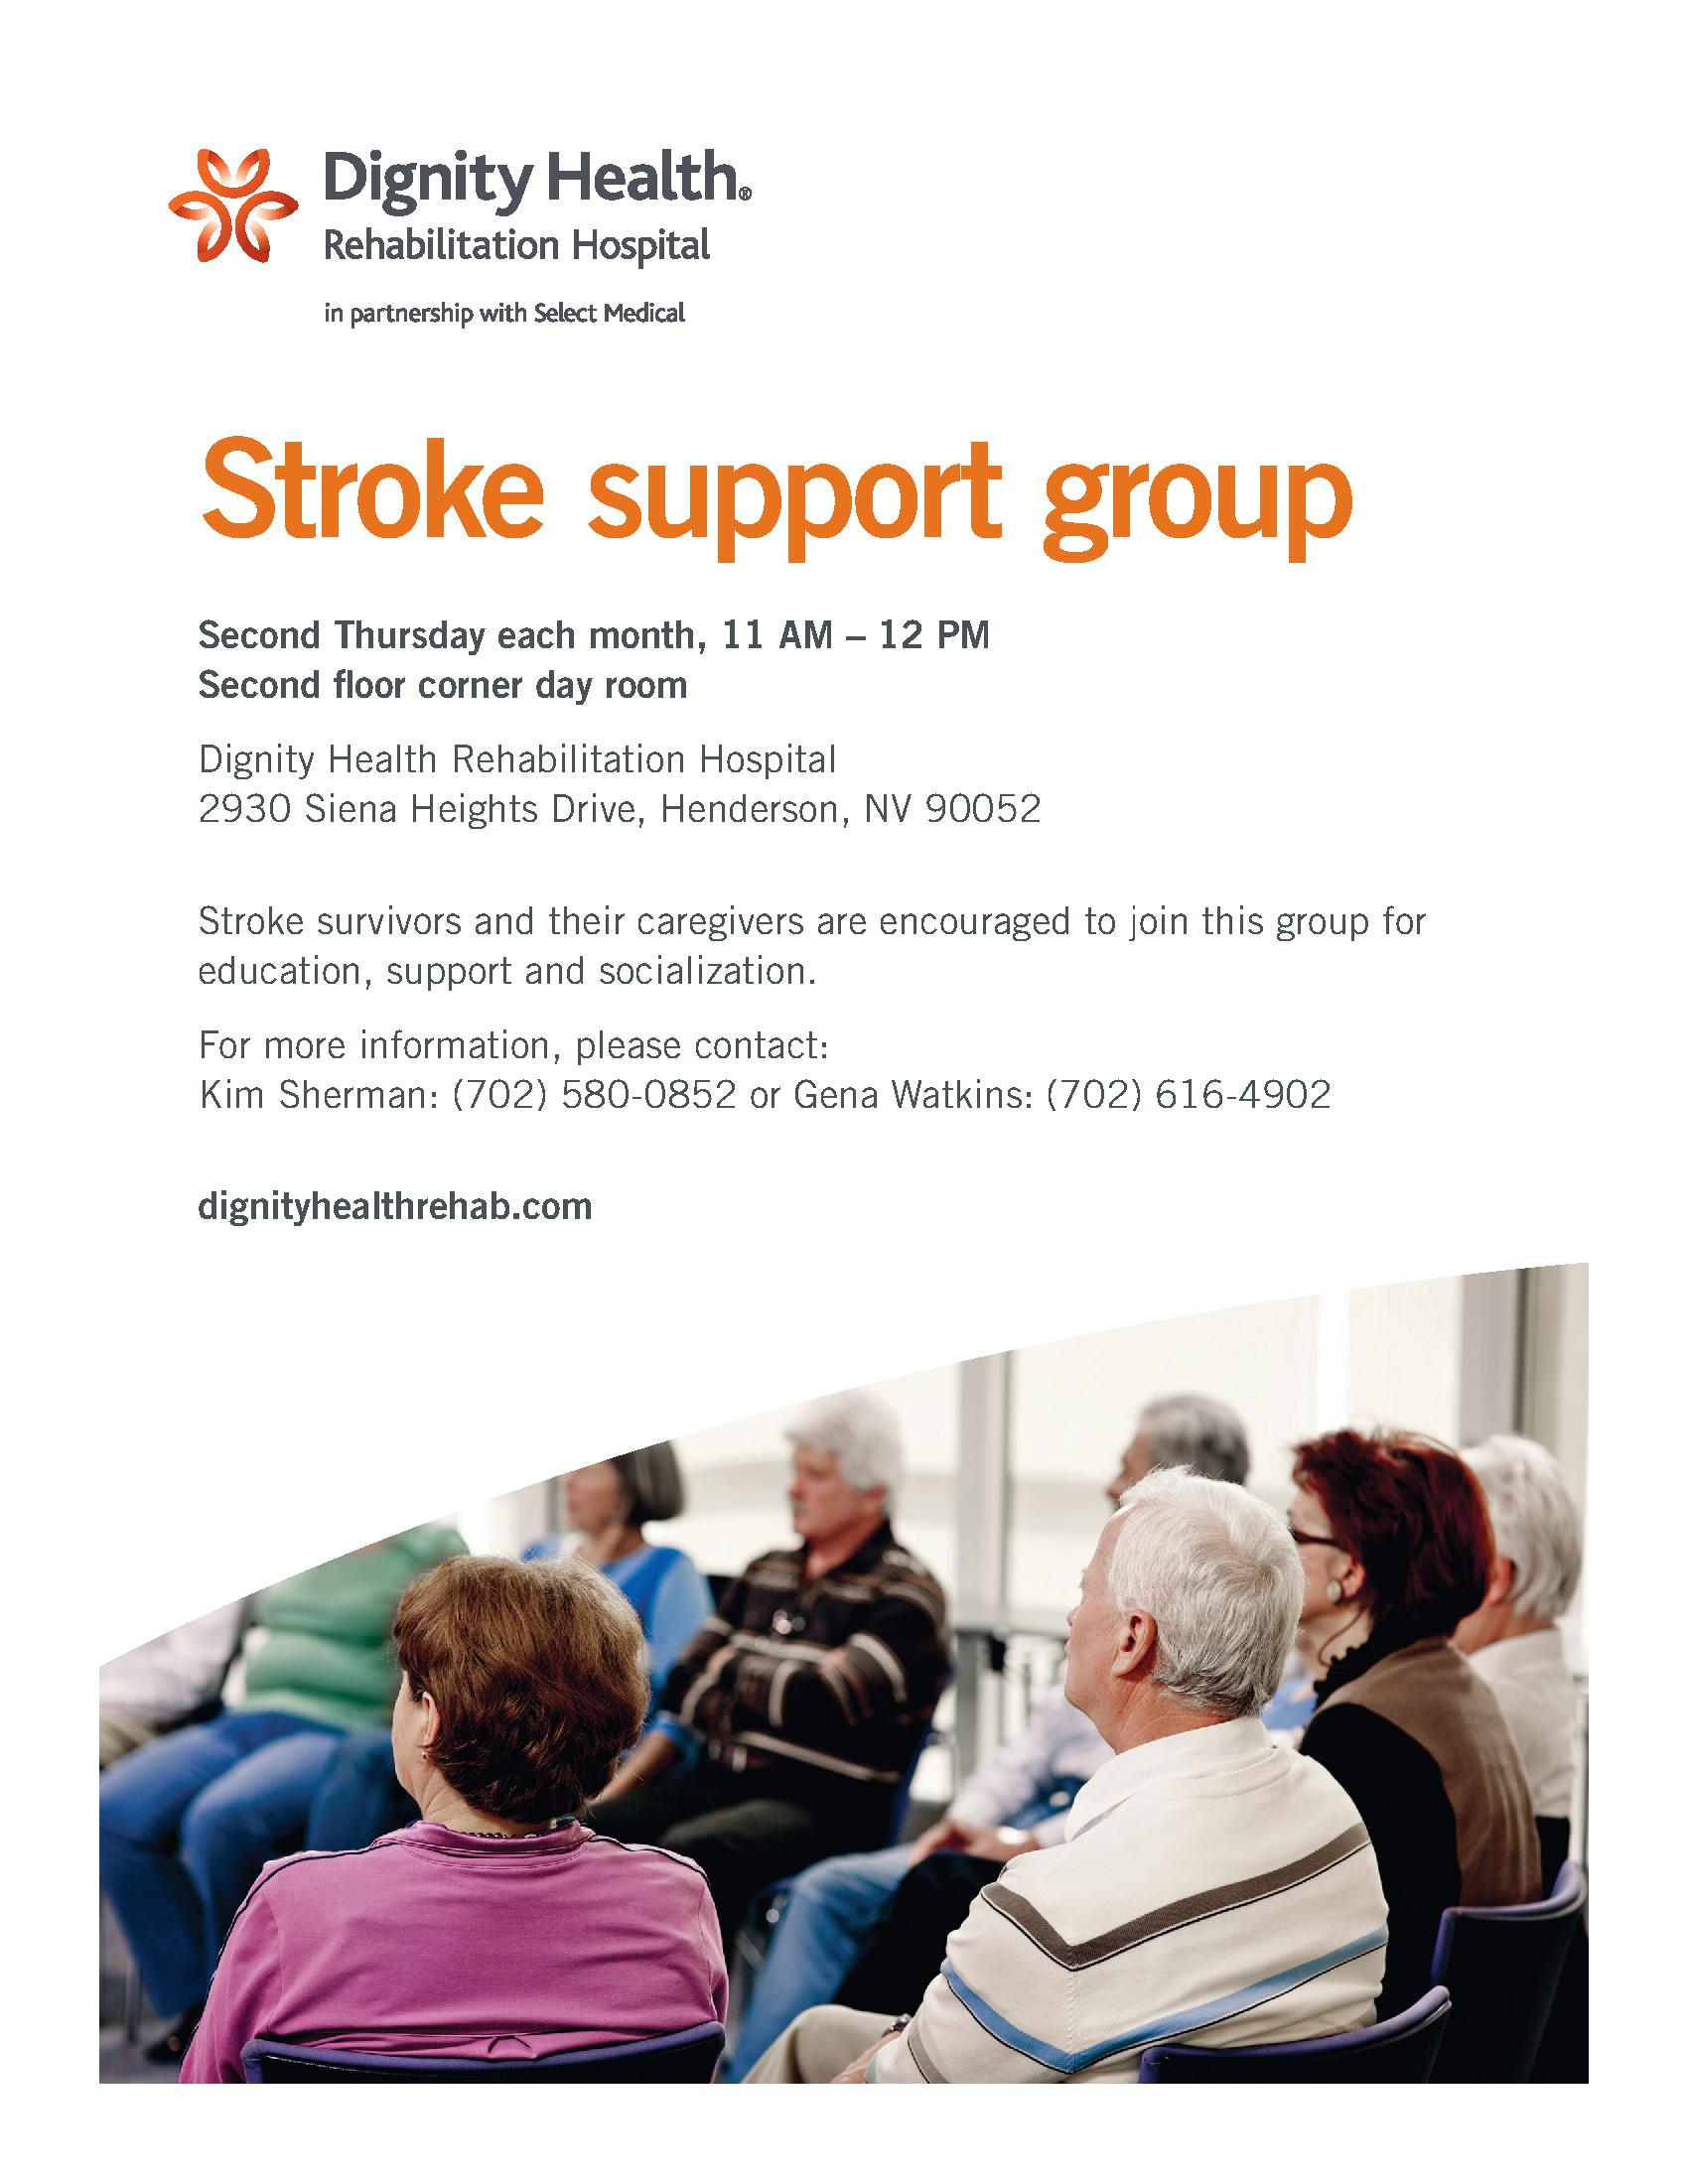 Dignity Health®
Rehabilitation Hospital
in partnership with Select Medical
Stroke support group
Second Thursday each month, 11 AM – 12 PM
Second floor corner day room
Dignity Health Rehabilitation Hospital
2930 Siena Heights Drive, Henderson, NV 90052
Stroke survivors and their caregivers are encouraged to join this group for
education, support and socialization.
For more information, please contact:
Kim Sherman: (702) 580-0852 or Gena Watkins: (702) 616-4902
dignityhealthrehab.com